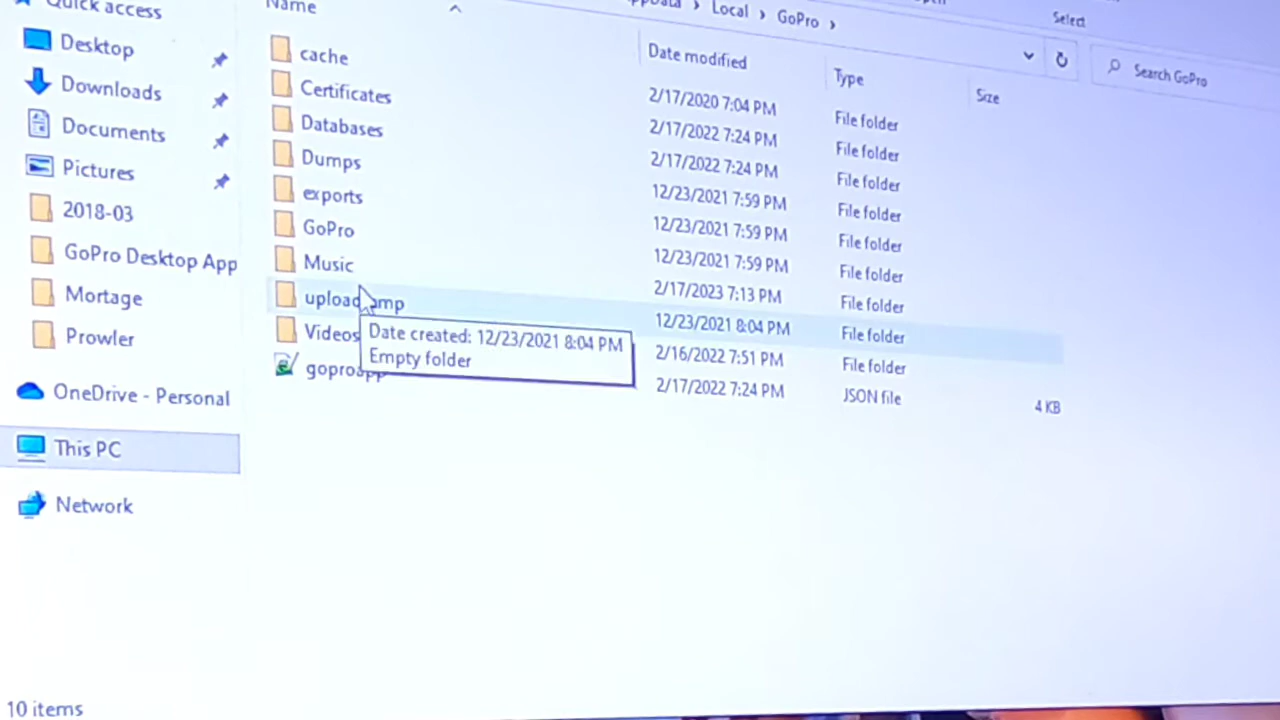 Quick access
Desktop
Downloads
Documents
Pictures
2018-03
GoPro Desktop App
Mortage
Prowler
OneDrive - Personal
This PC
Network
10 items
Local > GoPro >
Select
Search GoPro
Name
Date modified
Type
Size
cache 2/17/2020 7:04 PM File folder
Certificates 2/17/2022 7:24 PM File folder
Databases 2/17/2022 7:24 PM File folder
Dumps 12/23/2021 7:59 PM File folder
exports 12/23/2021 7:59 PM File folder
GoPro 12/23/2021 7:59 PM File folder
Music 2/17/2023 7:13 PM File folder
12/23/2021 8:04 PM File folder
Videos 2/16/2022 7:51 PM File folder
goproapp 2/17/2022 7:24 PM JSON file 4 KB
Date created: 12/23/2021 8:04 PM
Empty folder